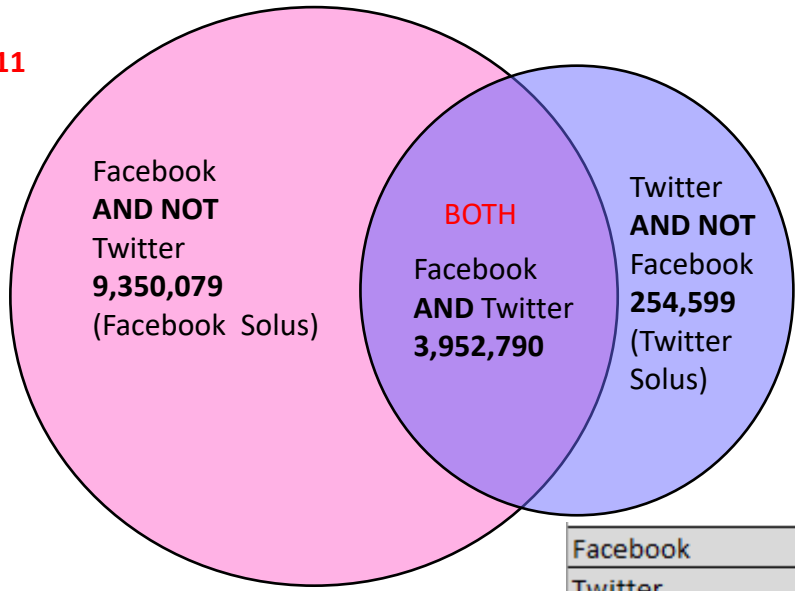 11
Facebook
AND NOT
Twitter
9,350,079
(Facebook Solus)
BOTH
Facebook
AND Twitter
3,952,790
Twitter
AND NOT
Facebook
254,599
(Twitter
Solus)
Facebook
Twitter